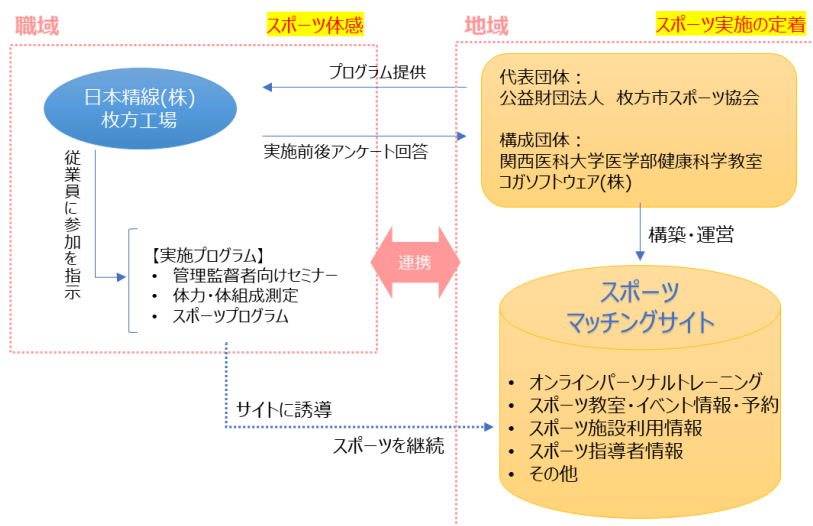 職域
スポーツ体感
地域
スポーツ実施の定着
日本精線(株)
枚方工場
プログラム提供
実施前後アンケート回答
代表団体：
公益財団法人 枚方市スポーツ協会
構成団体：
関西医科大学医学部健康科学教室
コガソフトウェア(株)
従業員に参加を指示
【実施プログラム】
• 管理監督者向けセミナー
• 体力・体組成測定
• スポーツプログラム
連携
構築・運営
スポーツ
マッチングサイト
• オンラインパーソナルトレーニング
• スポーツ教室・イベント情報・予約
• スポーツ施設利用情報
• スポーツ指導者情報
• その他
サイトに誘導
スポーツを継続